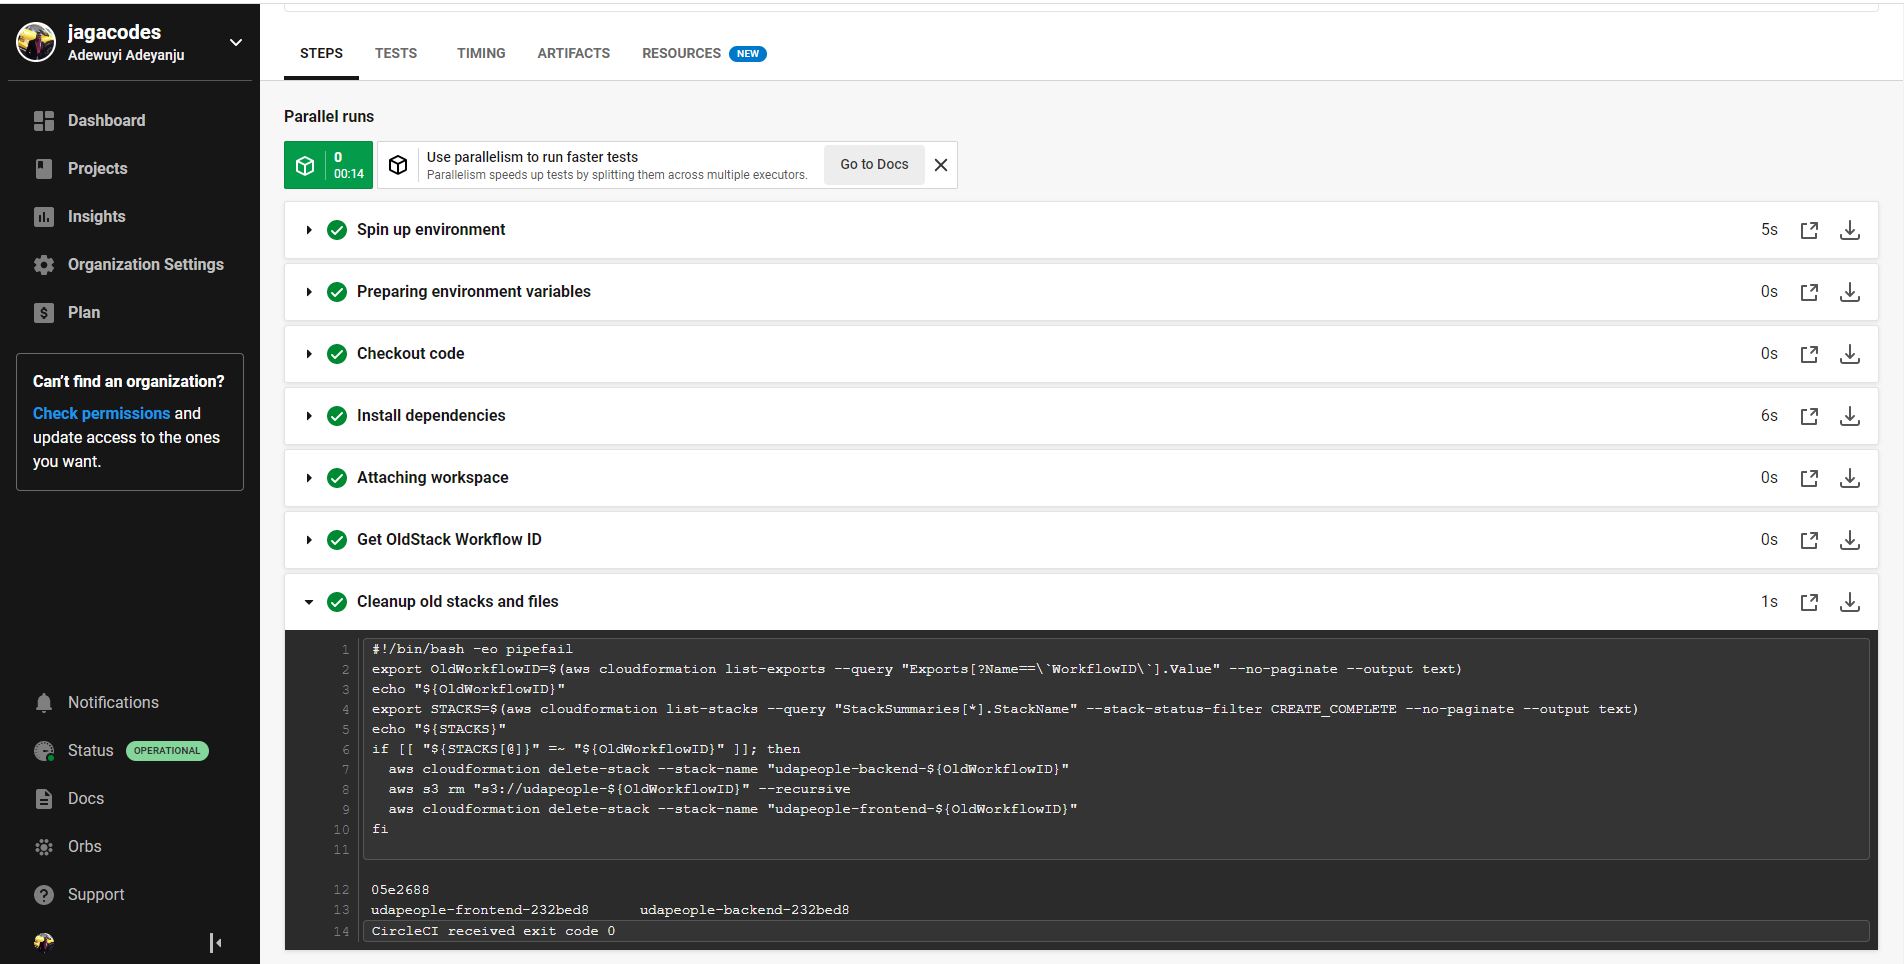 jagacodes
Adewuyi Adeyanju
Dashboard
Projects
Insights
Organization Settings
Plan
Can't find an organization?
Check permissions and
update access to the ones
you want.
Notifications
Status OPERATIONAL
Docs
Orbs
Support
STEPS TESTS TIMING ARTIFACTS RESOURCES NEW
Parallel runs
0
00:14
Use parallelism to run faster tests
Parallelism speeds up tests by splitting them across multiple executors.
Go to Docs
Spin up environment 5s
Preparing environment variables 0s
Checkout code 0s
Install dependencies 6s
Attaching workspace 0s
Get OldStack Workflow ID 0s
Cleanup old stacks and files 1s
1 #!/bin/bash -eo pipefail
2 export OldWorkflowID=$(aws cloudformation list-exports --query "Exports[?Name==\`WorkflowID\`].Value" --no-paginate --output text)
3 echo "${OldWorkflowID}"
4 export STACKS=$(aws cloudformation list-stacks --query "StackSummaries[*].StackName" --stack-status-filter CREATE_COMPLETE --no-paginate --output text)
5 echo "${STACKS}"
6 if [[ "${STACKS[@]}" =~ "${OldWorkflowID}" ]]; then
7 aws cloudformation delete-stack --stack-name "udapeople-backend-${OldWorkflowID}"
8 aws s3 rm "s3://udapeople-${OldWorkflowID}" --recursive
9 aws cloudformation delete-stack --stack-name "udapeople-frontend-${OldWorkflowID}"
10 fi
11
12 05e2688
13 udapeople-frontend-232bed8 udapeople-backend-232bed8
14 CircleCI received exit code 0